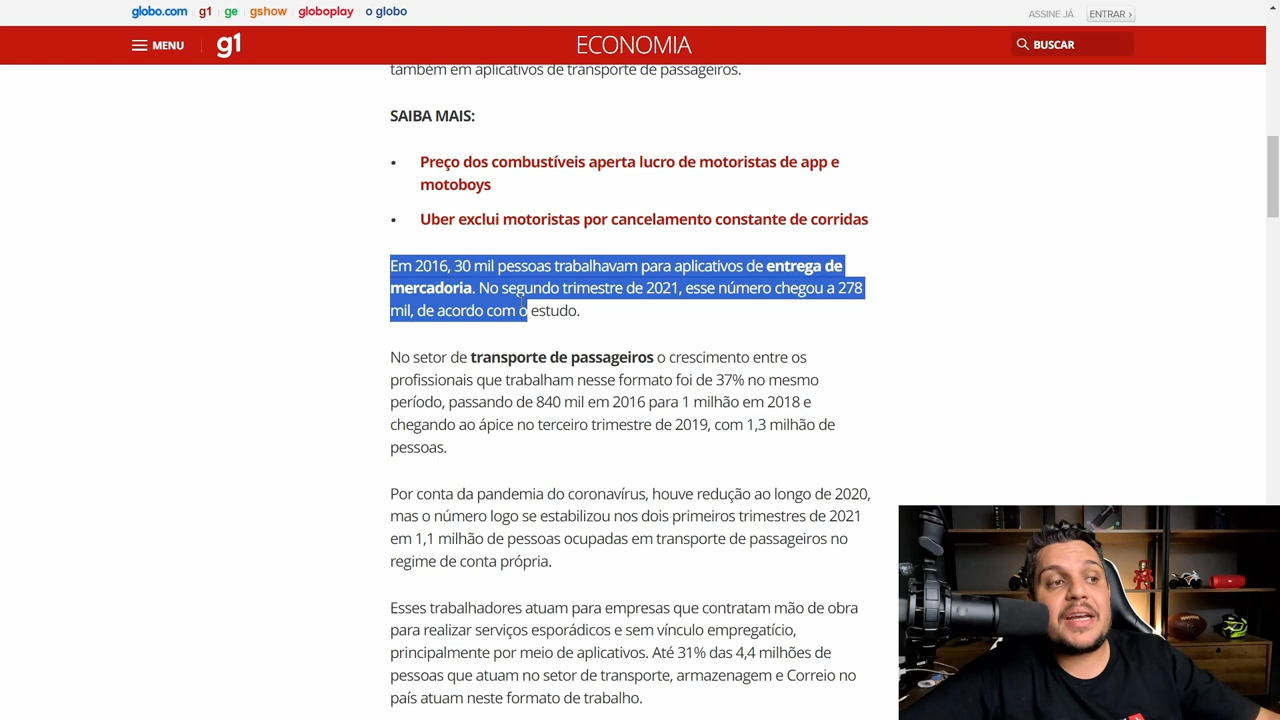 globo.com g1 ge gshow globoplay o globo ASSINE JÁ ENTRAR ›
MENU g1 ECONOMIA BUSCAR
também em aplicativos de transporte de passageiros.
SAIBA MAIS:
• Preço dos combustíveis aperta lucro de motoristas de app e
motoboys
• Uber exclui motoristas por cancelamento constante de corridas
Em 2016, 30 mil pessoas trabalhavam para aplicativos de entrega de
mercadoria. No segundo trimestre de 2021, esse número chegou a 278
mil, de acordo com o estudo.
No setor de transporte de passageiros o crescimento entre os
profissionais que trabalham nesse formato foi de 37% no mesmo
período, passando de 840 mil em 2016 para 1 milhão em 2018 e
chegando ao ápice no terceiro trimestre de 2019, com 1,3 milhão de
pessoas.
Por conta da pandemia do coronavírus, houve redução ao longo de 2020,
mas o número logo se estabilizou nos dois primeiros trimestres de 2021
em 1,1 milhão de pessoas ocupadas em transporte de passageiros no
regime de conta própria.
Esses trabalhadores atuam para empresas que contratam mão de obra
para realizar serviços esporádicos e sem vínculo empregatício,
principalmente por meio de aplicativos. Até 31% das 4,4 milhões de
pessoas que atuam no setor de transporte, armazenagem e Correio no
país atuam neste formato de trabalho.